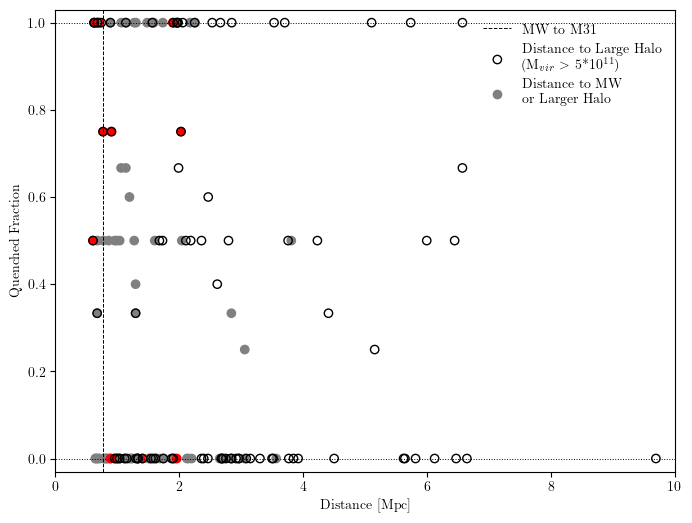 1.0
0.8
0.6
0.4
0.2
0.0
Quenched Fraction
0
2
4
6
8
10
Distance [Mpc]
MW to M31
Distance to Large Halo
(M_{vir} > 5*10^{11})
Distance to MW
or Larger Halo